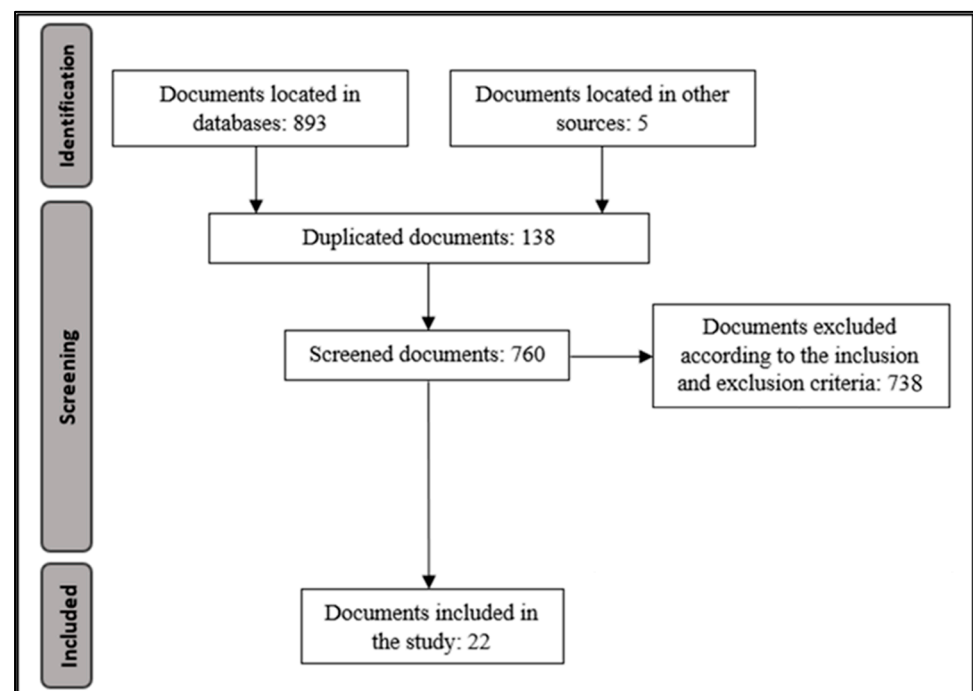 Identification
Documents located in
databases: 893
Documents located in other
sources: 5
Screening
Duplicated documents: 138
Screened documents: 760
Documents excluded
according to the inclusion
and exclusion criteria: 738
Included
Documents included in
the study: 22